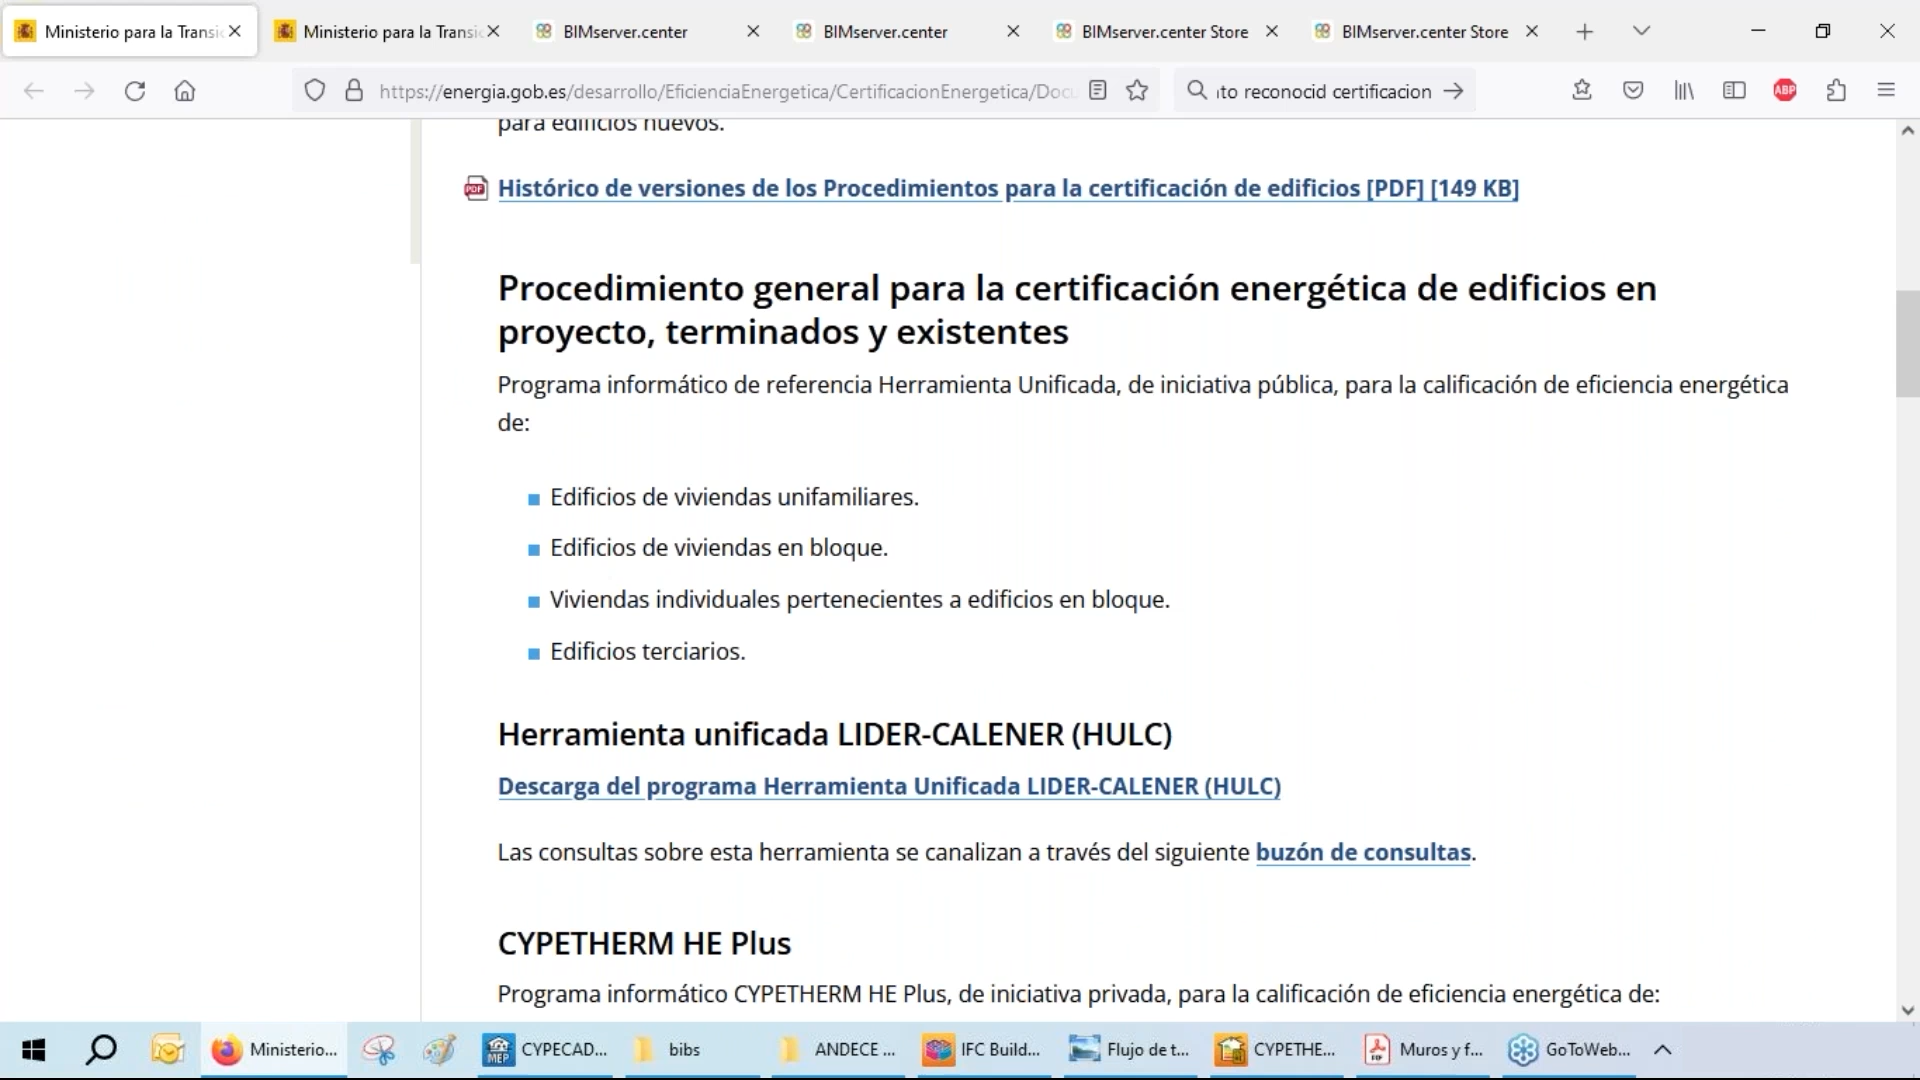 Ministerio para la Transi
Ministerio para la Transi
BIMserver.center
BIMserver.center
BIMserver.center Store
BIMserver.center Store
https://energia.gob.es/desarrollo/EficienciaEnergetica/CertificacionEnergetica/Docu
ito reconocid certificacion
ABP
para edificios nuevos.
PDF
Histórico de versiones de los Procedimientos para la certificación de edificios [PDF] [149 KB]
Procedimiento general para la certificación energética de edificios en
proyecto, terminados y existentes
Programa informático de referencia Herramienta Unificada, de iniciativa pública, para la calificación de eficiencia energética
de:
Edificios de viviendas unifamiliares.
Edificios de viviendas en bloque.
Viviendas individuales pertenecientes a edificios en bloque.
Edificios terciarios.
Herramienta unificada LIDER-CALENER (HULC)
Descarga del programa Herramienta Unificada LIDER-CALENER (HULC)
Las consultas sobre esta herramienta se canalizan a través del siguiente buzón de consultas.
CYPETHERM HE Plus
Programa informático CYPETHERM HE Plus, de iniciativa privada, para la calificación de eficiencia energética de:
Ministerio...
MEP
CYPECAD...
bibs
ANDECE ...
IFC Build...
Flujo de t...
CYPETHE...
Muros y f...
GoToWeb...